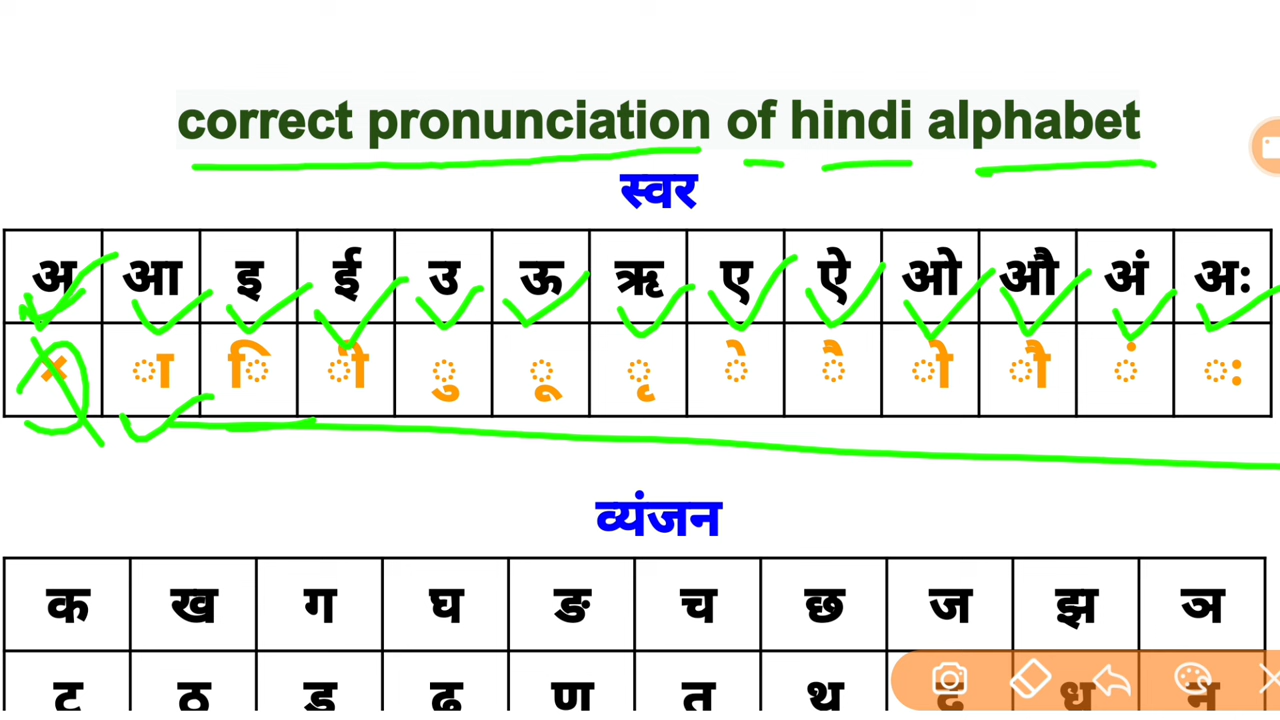 correct pronunciation of hindi alphabet
स्वर
अ आ इ ई उ ऊ ऋ ए ऐ ओ औ अं अः
× ा ि ी ु ू ृ े ै ो ौ ं ः
व्यंजन
क ख ग घ ङ च छ ज झ ञ
ट ठ ड ढ ण त थ द ध न